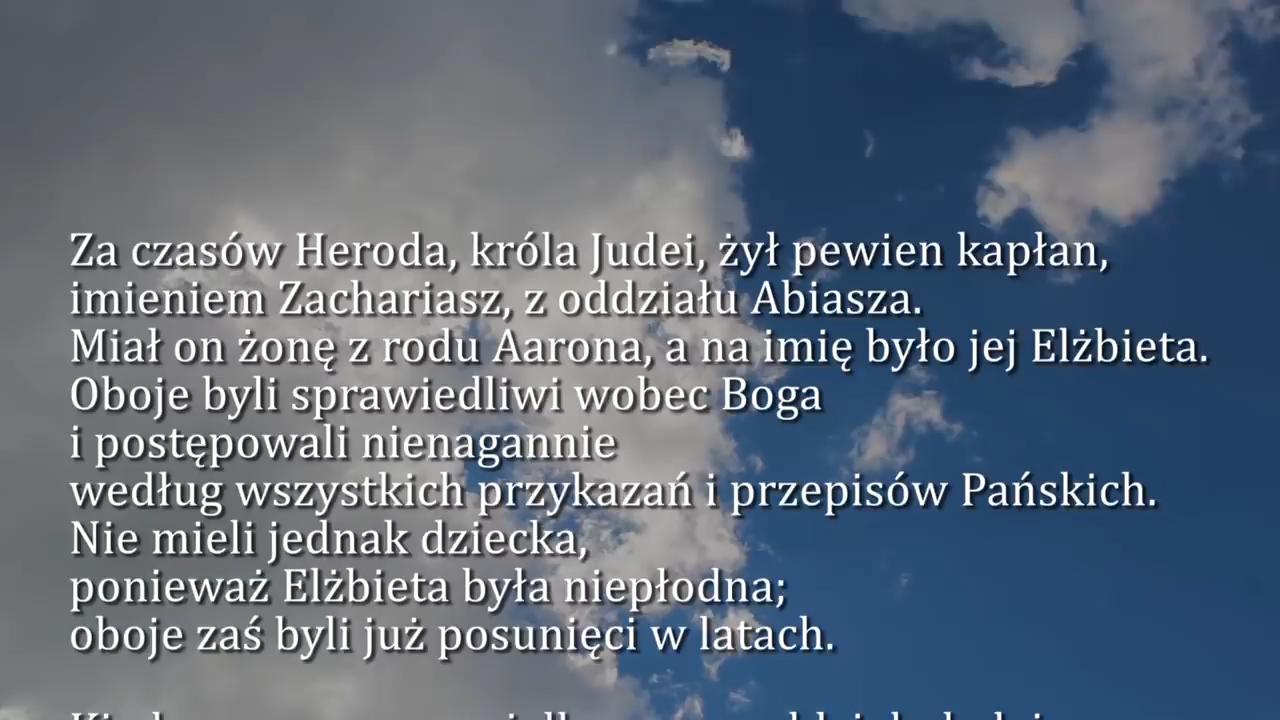 Za czasów Heroda, króla Judei, żył pewien kapłan,
imieniem Zachariasz, z oddziału Abiasza.
Miał on żonę z rodu Aarona, a na imię było jej Elżbieta.
Oboje byli sprawiedliwi wobec Boga
i postępowali nienagannie
według wszystkich przykazań i przepisów Pańskich.
Nie mieli jednak dziecka,
ponieważ Elżbieta była niepłodna;
oboje zaś byli już posunięci w latach.